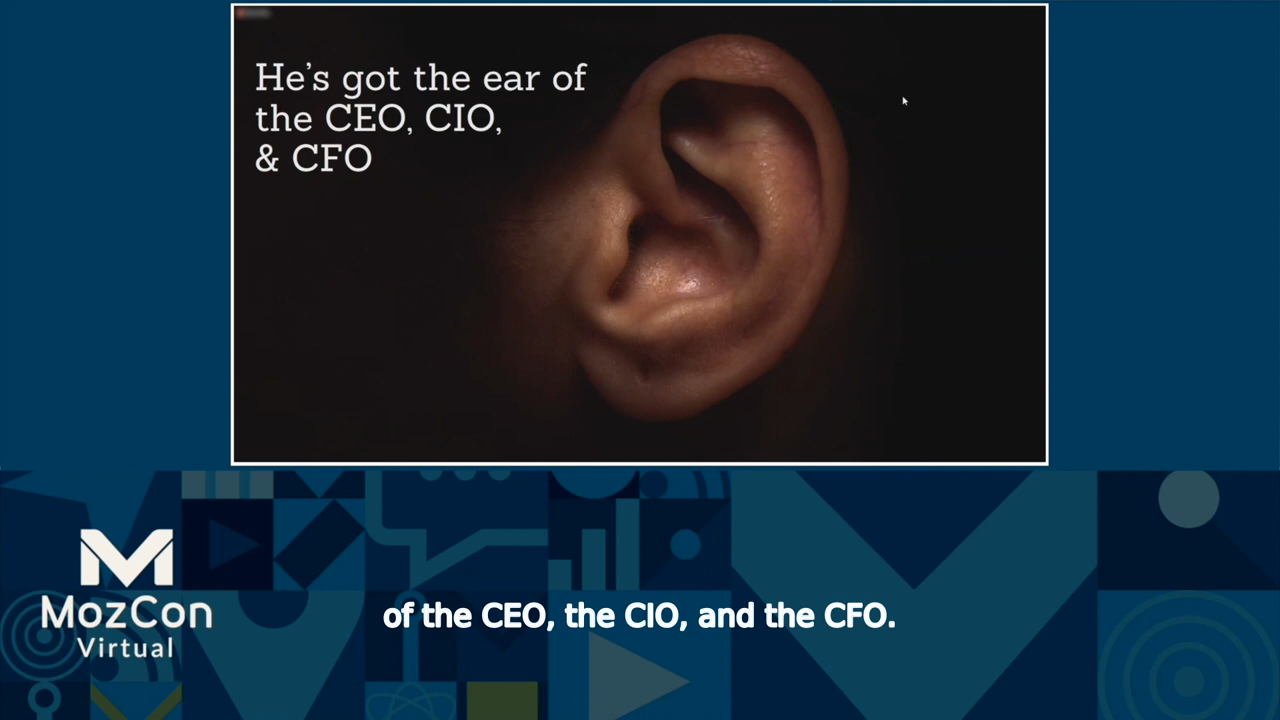 He's got the ear of
the CEO, CIO,
& CFO
MozCon
Virtual
of the CEO, the CIO, and the CFO.